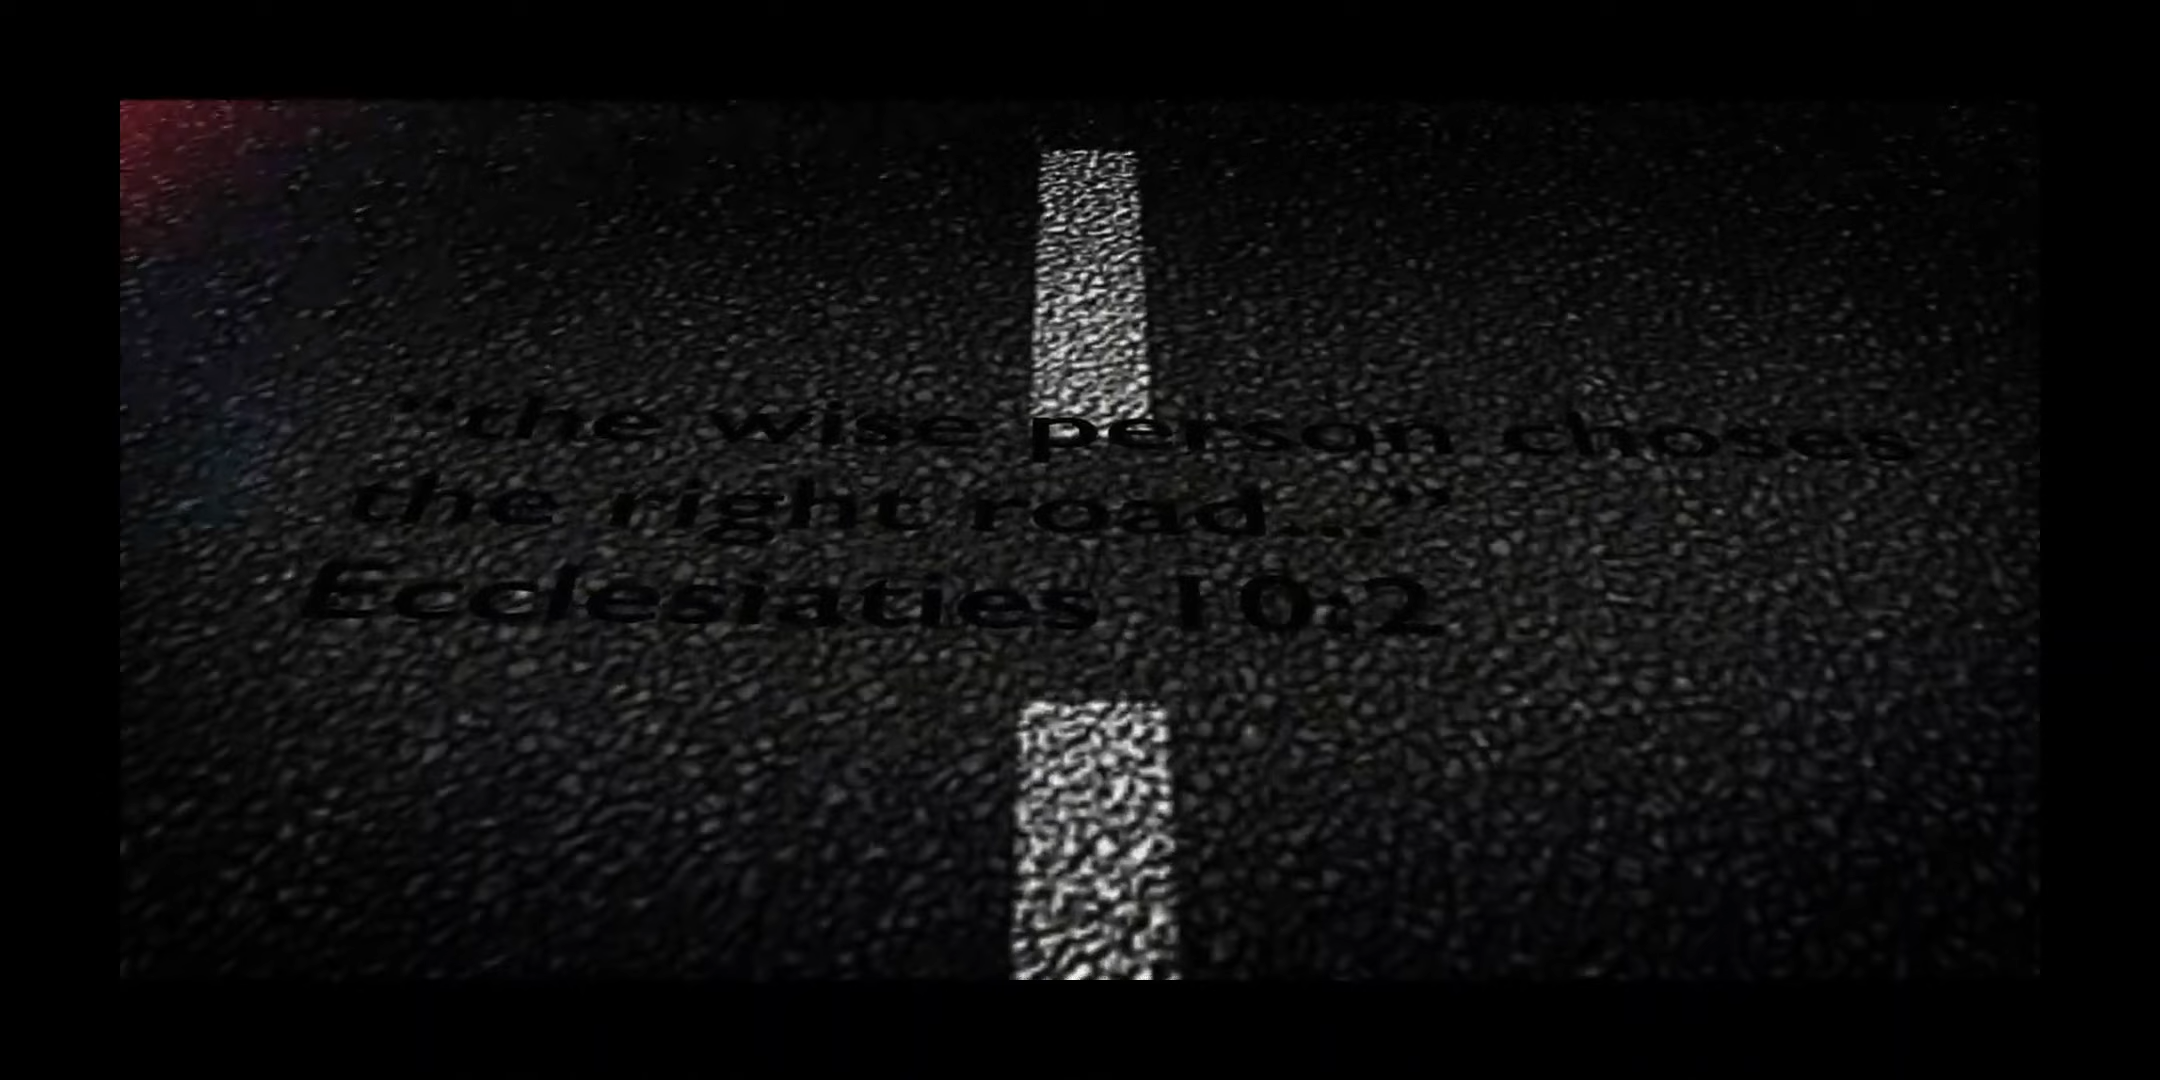 “the wise person choses
the right road...”
Ecclesiaties 10:2